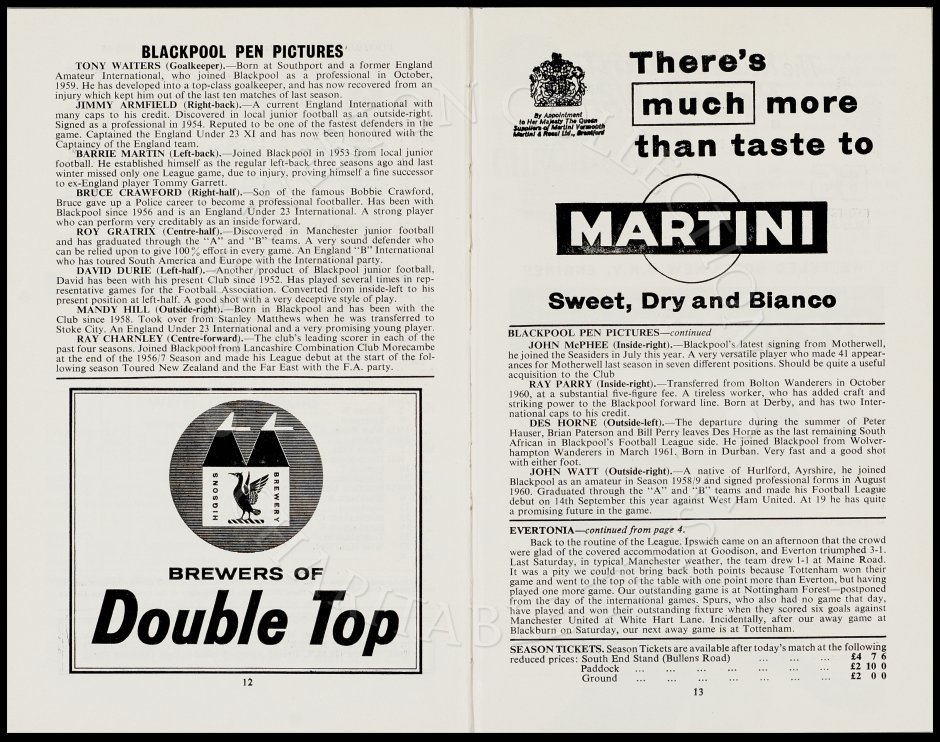 BLACKPOOL PEN PICTURES
TONY WAITERS (Goalkeeper).—Born at Southport and a former England
Amateur International, who joined Blackpool as a professional in October,
1959. He has developed into a top-class goalkeeper, and has now recovered from an
injury which kept him out of the last ten matches of last season.
JIMMY ARMFIELD (Right-back).—A current England International with
many caps to his credit. Discovered in local junior football as an outside-right.
Signed as a professional in 1954. Reputed to be one of the fastest defenders in the
game. Captained the England Under 23 XI and has now been honoured with the
Captaincy of the England team.
BARRIE MARTIN (Left-back).—Joined Blackpool in 1953 from local junior
football. He established himself as the regular left-back three seasons ago and last
winter missed only one League game, due to injury, proving himself a fine successor
to ex-England player Tommy Garrett.
BRUCE CRAWFORD (Right-half).—Son of the famous Bobbie Crawford,
Bruce gave up a Police career to become a professional footballer. Has been with
Blackpool since 1956 and is an England Under 23 International. A strong player
who can perform very creditably as an inside forward.
ROY GRATRIX (Centre-half).—Discovered in Manchester junior football
and has graduated through the "A" and "B" teams. A very sound defender who
can be relied upon to give 100% effort in every game. An England "B" International
who has toured South America and Europe with the International party.
DAVID DURIE (Left-half).—Another product of Blackpool junior football,
David has been with his present Club since 1952. Has played several times in rep-
resentative games for the Football Association. Converted from inside-left to his
present position at left-half. A good shot with a very deceptive style of play.
MANDY HILL (Outside-right).—Born in Blackpool and has been with the
Club since 1958. Took over from Stanley Matthews when he was transferred to
Stoke City. An England Under 23 International and a very promising young player.
RAY CHARNLEY (Centre-forward).—The club's leading scorer in each of the
past four seasons. Joined Blackpool from Lancashire Combination Club Morecambe
at the end of the 1956/7 Season and made his League debut at the start of the fol-
lowing season Toured New Zealand and the Far East with the F.A. party.
HIGSONS BREWERY
BREWERS OF
Double Top
12
There's
much more
than taste to
By Appointment
to Her Majesty The Queen
Suppliers of Martini Vermouth
Martini & Rossi Ltd., Brentford
MARTINI
Sweet, Dry and Bianco
BLACKPOOL PEN PICTURES—continued
JOHN McPHEE (Inside-right).—Blackpool's latest signing from Motherwell,
he joined the Seasiders in July this year. A very versatile player who made 41 appear-
ances for Motherwell last season in seven different positions. Should be quite a useful
acquisition to the Club
RAY PARRY (Inside-right).—Transferred from Bolton Wanderers in October
1960, at a substantial five-figure fee. A tireless worker, who has added craft and
striking power to the Blackpool forward line. Born at Derby, and has two Inter-
national caps to his credit.
DES HORNE (Outside-left).—The departure during the summer of Peter
Hauser, Brian Paterson and Bill Perry leaves Des Horne as the last remaining South
African in Blackpool's Football League side. He joined Blackpool from Wolver-
hampton Wanderers in March 1961. Born in Durban. Very fast and a good shot
with either foot.
JOHN WATT (Outside-right).—A native of Hurlford, Ayrshire, he joined
Blackpool as an amateur in Season 1958/9 and signed professional forms in August
1960. Graduated through the "A" and "B" teams and made his Football League
debut on 14th September this year against West Ham United. At 19 he has quite
a promising future in the game.
EVERTONIA—continued from page 4.
Back to the routine of the League. Ipswich came on an afternoon that the crowd
were glad of the covered accommodation at Goodison, and Everton triumphed 3-1.
Last Saturday, in typical Manchester weather, the team drew 1-1 at Maine Road.
It was a pity we could not bring back both points because Tottenham won their
game and went to the top of the table with one point more than Everton, but having
played one more game. Our outstanding game is at Nottingham Forest—postponed
from the day of the international games. Spurs, who also had no game that day,
have played and won their outstanding fixture when they scored six goals against
Manchester United at White Hart Lane. Incidentally, after our away game at
Blackburn on Saturday, our next away game is at Tottenham.
SEASON TICKETS. Season Tickets are available after today's match at the following
reduced prices: South End Stand (Bullens Road) ... ... ... £4 7 6
Paddock ... ... ... ... ... ... ... £2 10 0
Ground ... ... ... ... ... ... ... £2 0 0
13